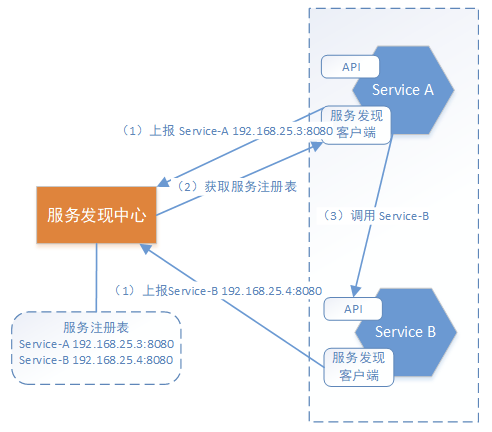 API
Service A
服务发现
客户端
（1）上报 Service-A 192.168.25.3:8080
（2）获取服务注册表
服务发现中心
（3）调用 Service-B
（1）上报Service-B 192.168.25.4:8080
API
Service B
服务发现
客户端
服务注册表
Service-A 192.168.25.3:8080
Service-B 192.168.25.4:8080